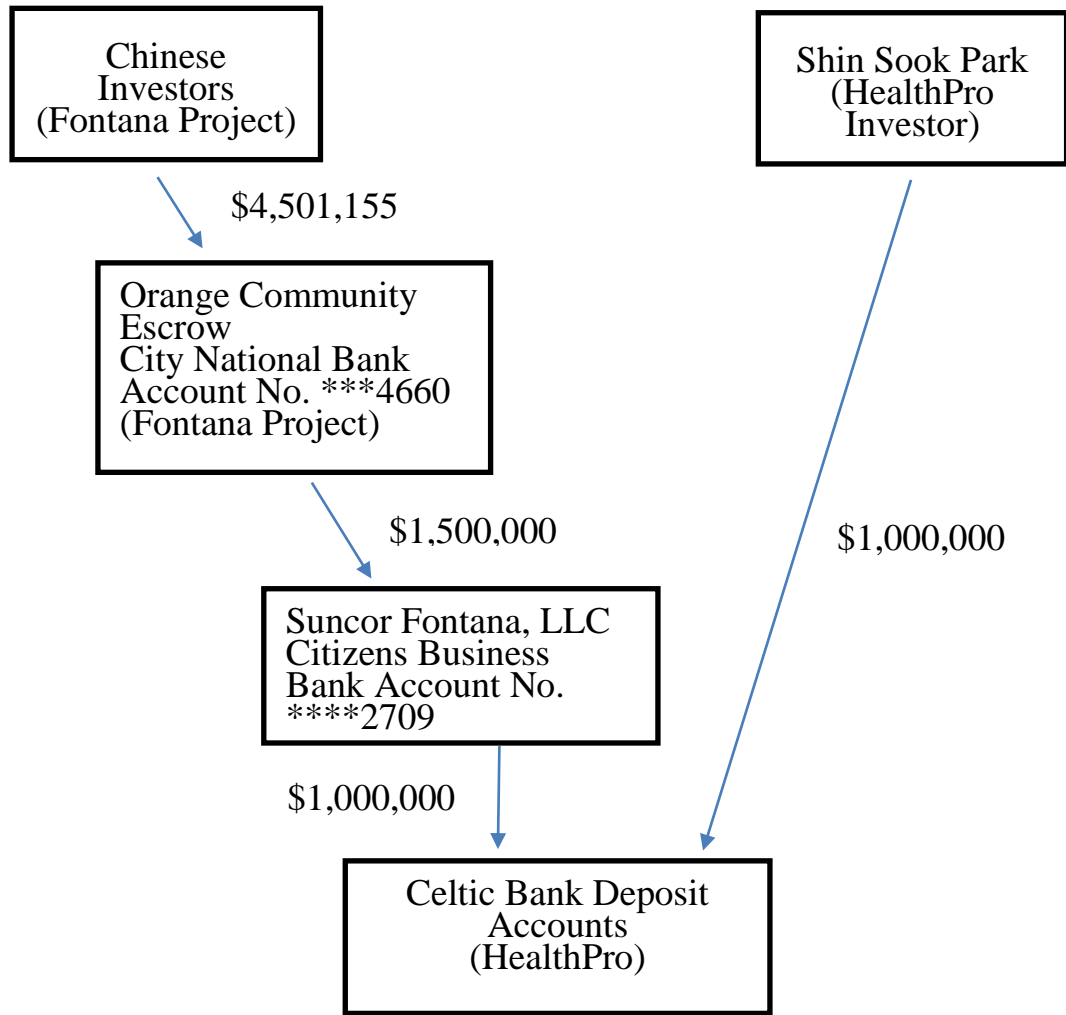 Chinese
Investors
(Fontana Project)
Shin Sook Park
(HealthPro
Investor)
$4,501,155
Orange Community
Escrow
City National Bank
Account No. ***4660
(Fontana Project)
$1,500,000
$1,000,000
Suncor Fontana, LLC
Citizens Business
Bank Account No.
****2709
$1,000,000
Celtic Bank Deposit
Accounts
(HealthPro)